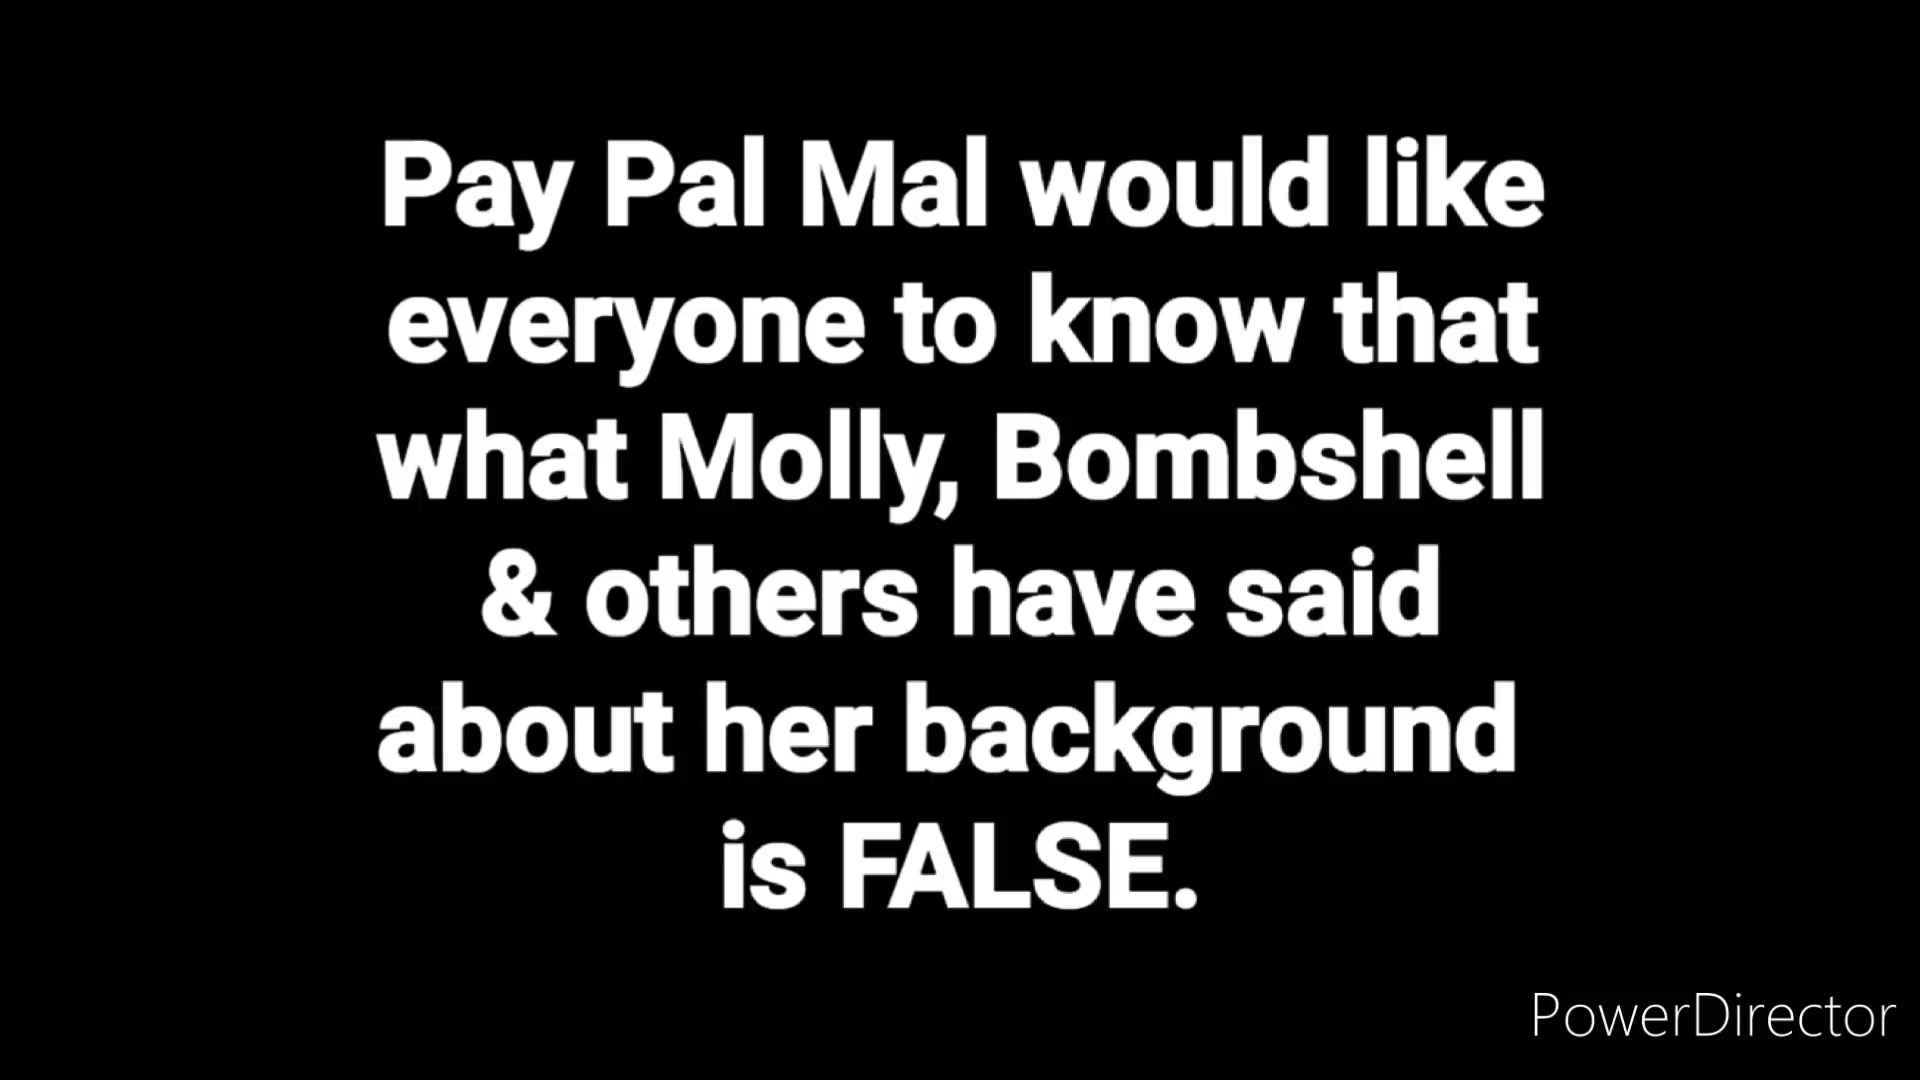 Pay Pal Mal would like
everyone to know that
what Molly, Bombshell
& others have said
about her background
is FALSE.
PowerDirector